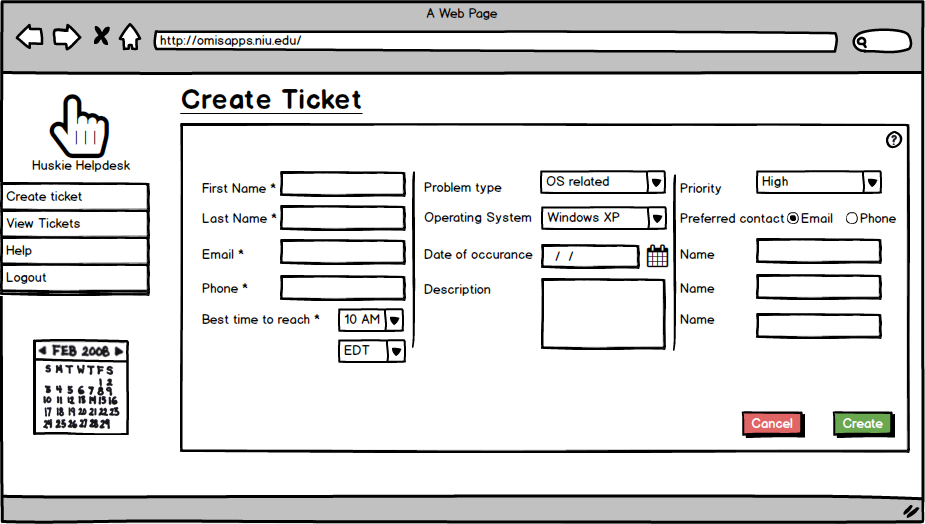 A Web Page
http://omisapps.niu.edu/
Huskie Helpdesk
Create ticket
View Tickets
Help
Logout
FEB 2008
S M T W T F S
1 2
3 4 5 6 7 8 9
10 11 12 13 14 15 16
17 18 19 20 21 22 23
24 25 26 27 28 29
Create Ticket
?
First Name *
Last Name *
Email *
Phone *
Best time to reach * 10 AM
EDT
Problem type OS related
Operating System Windows XP
Date of occurance / /
Description
Priority High
Preferred contact Email Phone
Name
Name
Name
Cancel Create